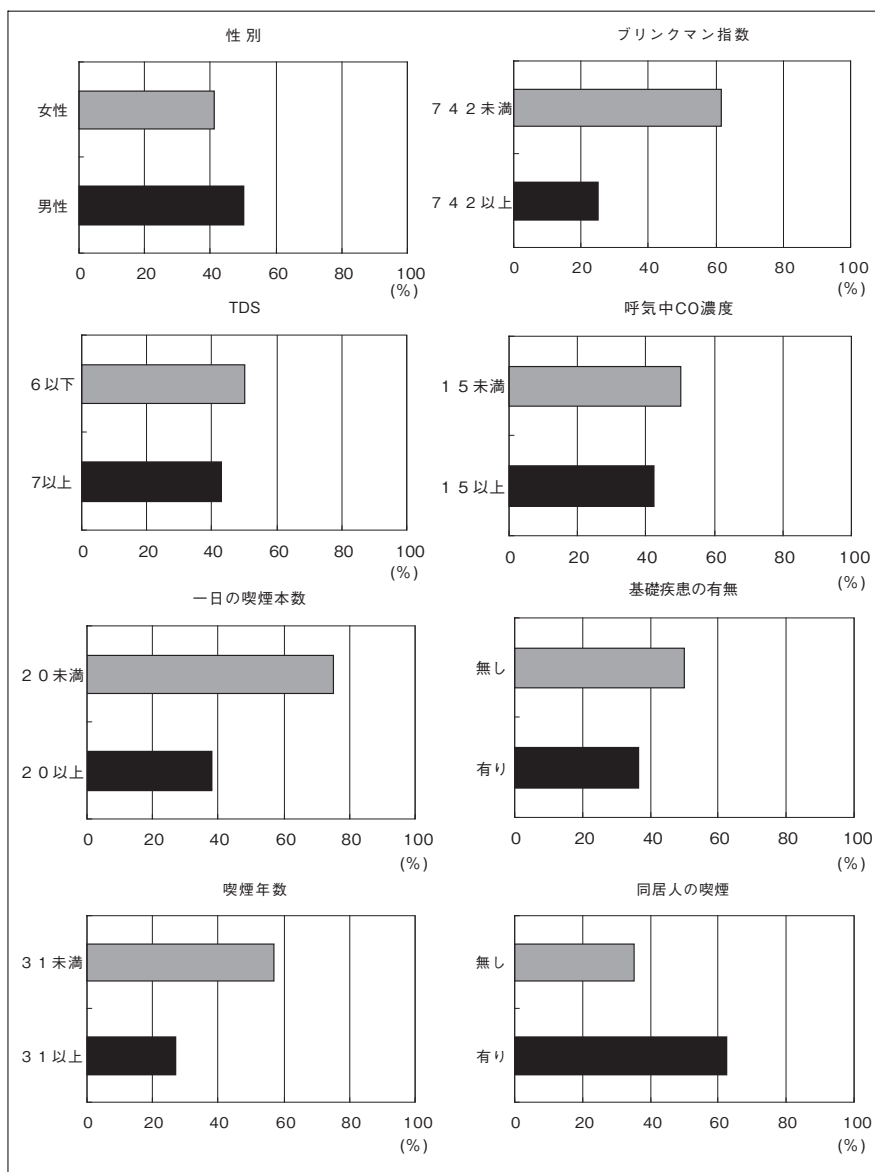 性別
女性
男性
0 20 40 60 80 100
(%)
ブリンクマン指数
７４２未満
７４２以上
0 20 40 60 80 100
(%)
TDS
６以下
7以上
0 20 40 60 80 100
(%)
呼気中CO濃度
１５未満
１５以上
0 20 40 60 80 100
(%)
一日の喫煙本数
２０未満
２０以上
0 20 40 60 80 100
(%)
基礎疾患の有無
無し
有り
0 20 40 60 80 100
(%)
喫煙年数
３１未満
３１以上
0 20 40 60 80 100
(%)
同居人の喫煙
無し
有り
0 20 40 60 80 100
(%)